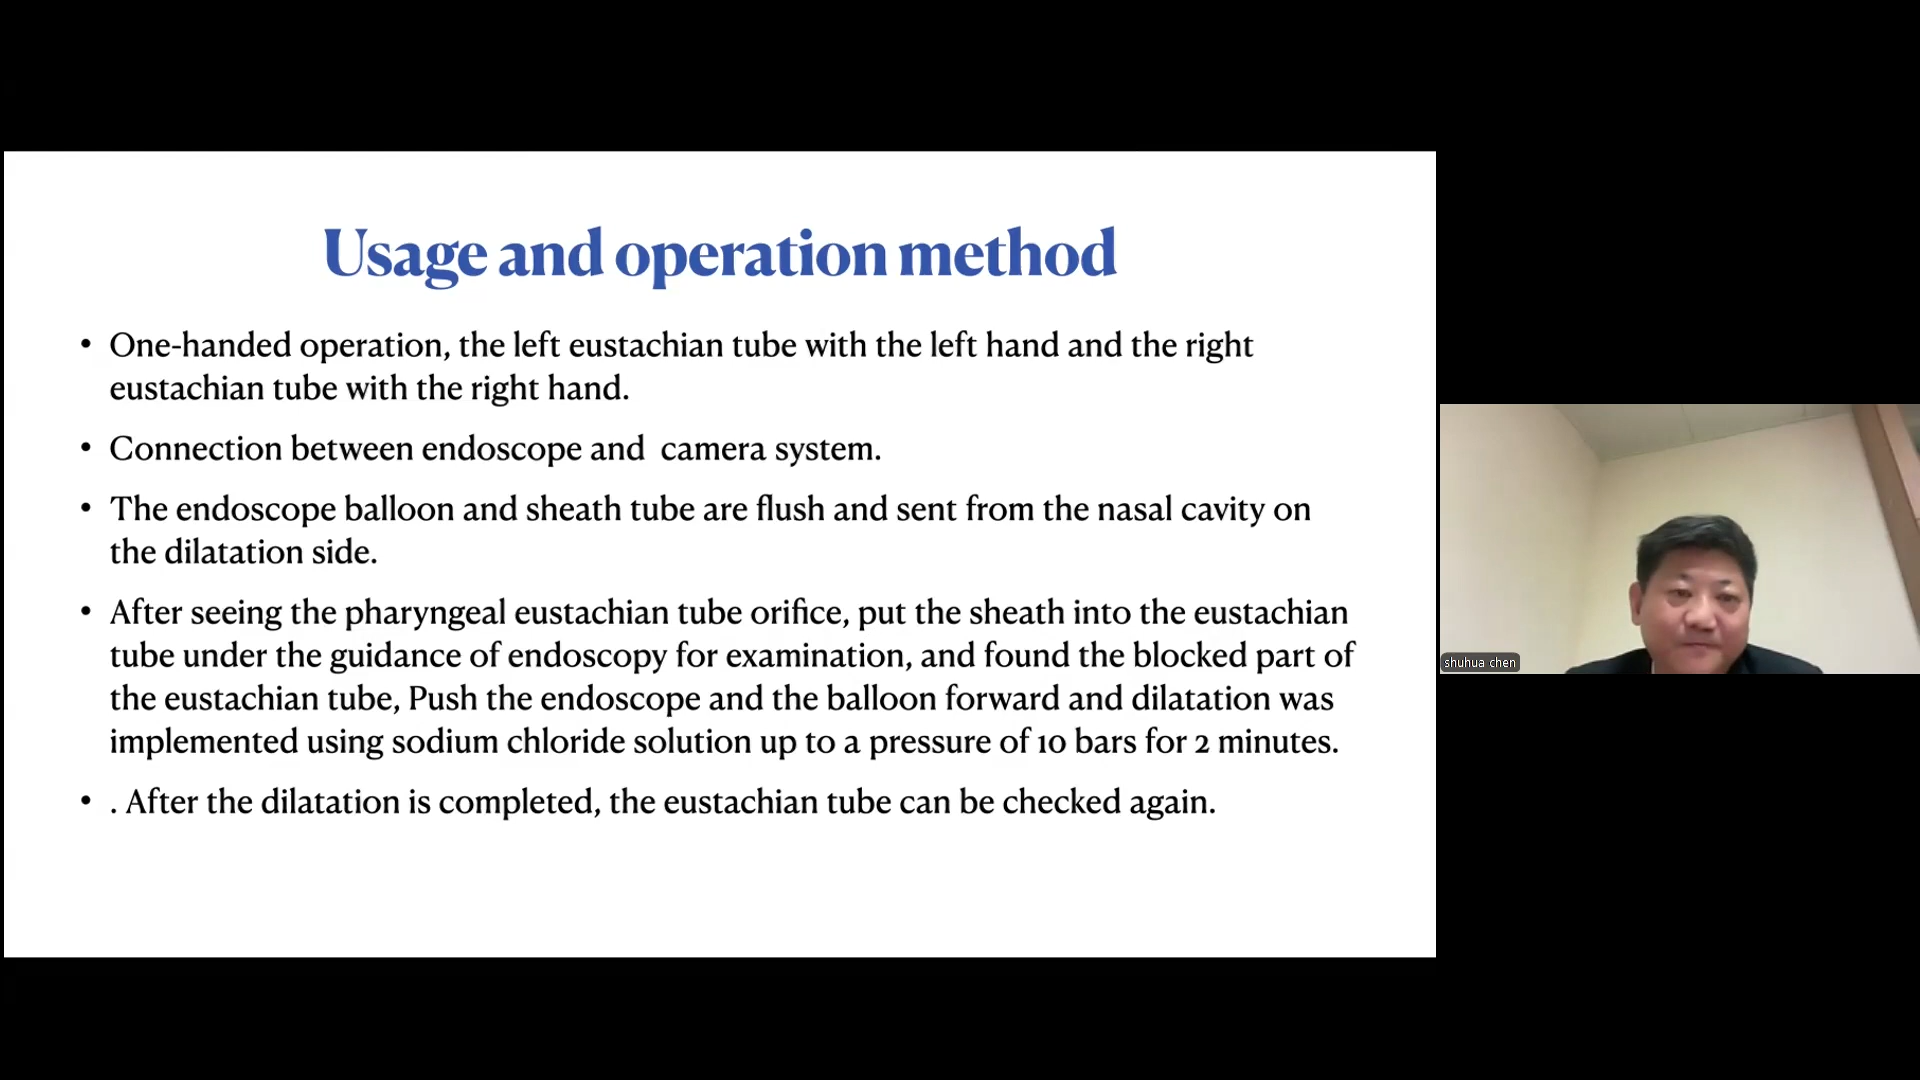 Usage and operation method
• One-handed operation, the left eustachian tube with the left hand and the right
eustachian tube with the right hand.
• Connection between endoscope and  camera system.
• The endoscope balloon and sheath tube are flush and sent from the nasal cavity on
the dilatation side.
• After seeing the pharyngeal eustachian tube orifice, put the sheath into the eustachian
tube under the guidance of endoscopy for examination, and found the blocked part of
the eustachian tube, Push the endoscope and the balloon forward and dilatation was
implemented using sodium chloride solution up to a pressure of 10 bars for 2 minutes.
• . After the dilatation is completed, the eustachian tube can be checked again.
shuhua chen